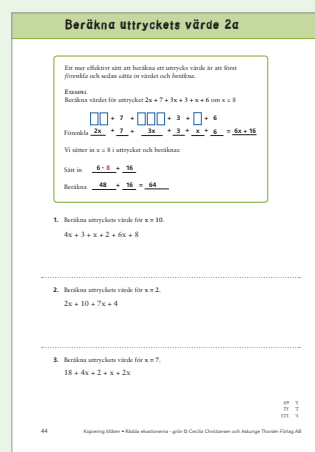 Beräkna uttryckets värde 2a
Ett mer effektivt sätt att beräkna ett uttrycks värde är att först
förenkla och sedan sätta in värdet och beräkna.
EXEMPEL
Beräkna värdet för uttrycket 2x + 7 + 3x + 3 + x + 6 om x = 8
+ 7 + + 3 + + 6
Förenkla 2x + 7 + 3x + 3 + x + 6 = 6x + 16
Vi sätter in x = 8 i uttrycket och beräknar.
Sätt in 6 · 8 + 16
Beräkna 48 + 16 = 64
1. Beräkna uttryckets värde för x = 10.
4x + 3 + x + 2 + 6x + 8
2. Beräkna uttryckets värde för x = 2.
2x + 10 + 7x + 4
3. Beräkna uttryckets värde för x = 7.
18 + 4x + 2 + x + 2x
44 Kopiering tillåten • Rädda ekvationerna - grön © Cecilia Christiansen och Askunge Thorsén Förlag AB